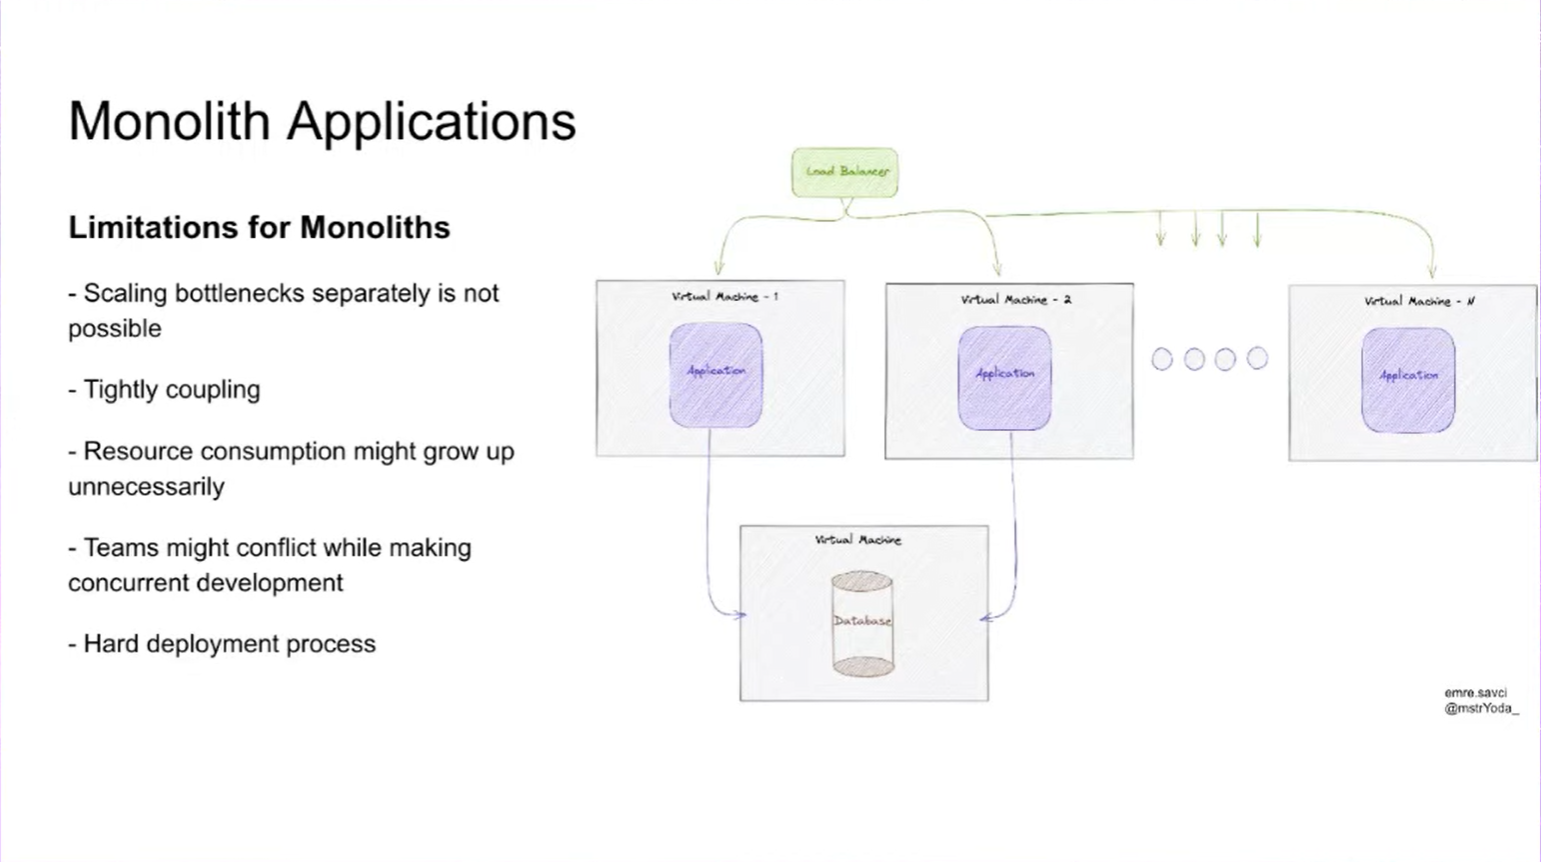 Monolith Applications
Limitations for Monoliths
- Scaling bottlenecks separately is not
possible
- Tightly coupling
- Resource consumption might grow up
unnecessarily
- Teams might conflict while making
concurrent development
- Hard deployment process
Load Balancer
Virtual Machine - 1
Application
Virtual Machine - 2
Application
Virtual Machine - N
Application
Virtual Machine
Database
emre.savci
@mstrYoda_